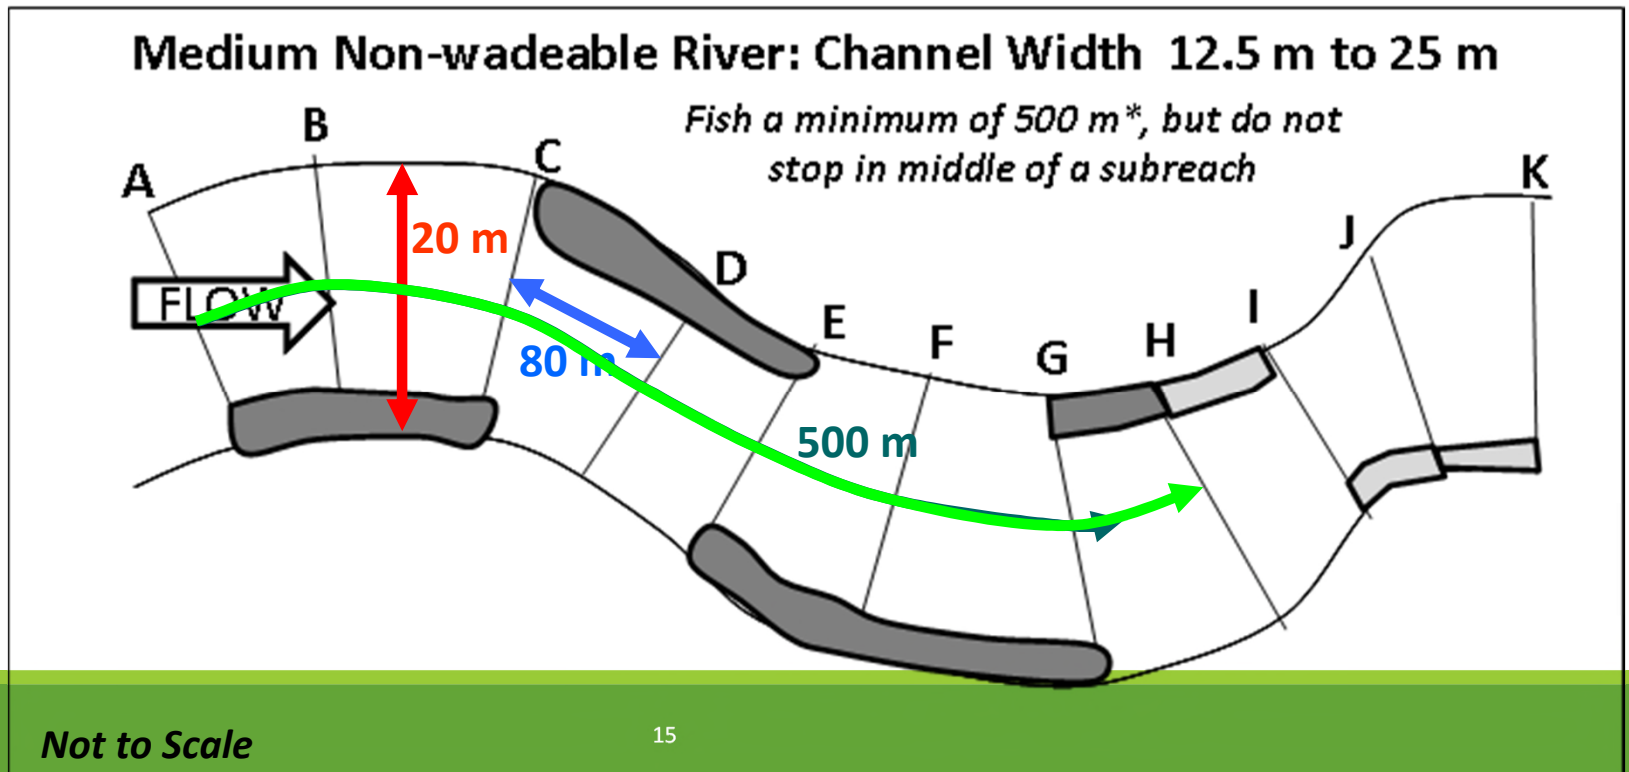 Medium Non-wadeable River: Channel Width 12.5 m to 25 m
Fish a minimum of 500 m*, but do not
stop in middle of a subreach
A
B
C
D
E
F
G
H
I
J
K
FLOW
20 m
80 m
500 m
Not to Scale
15